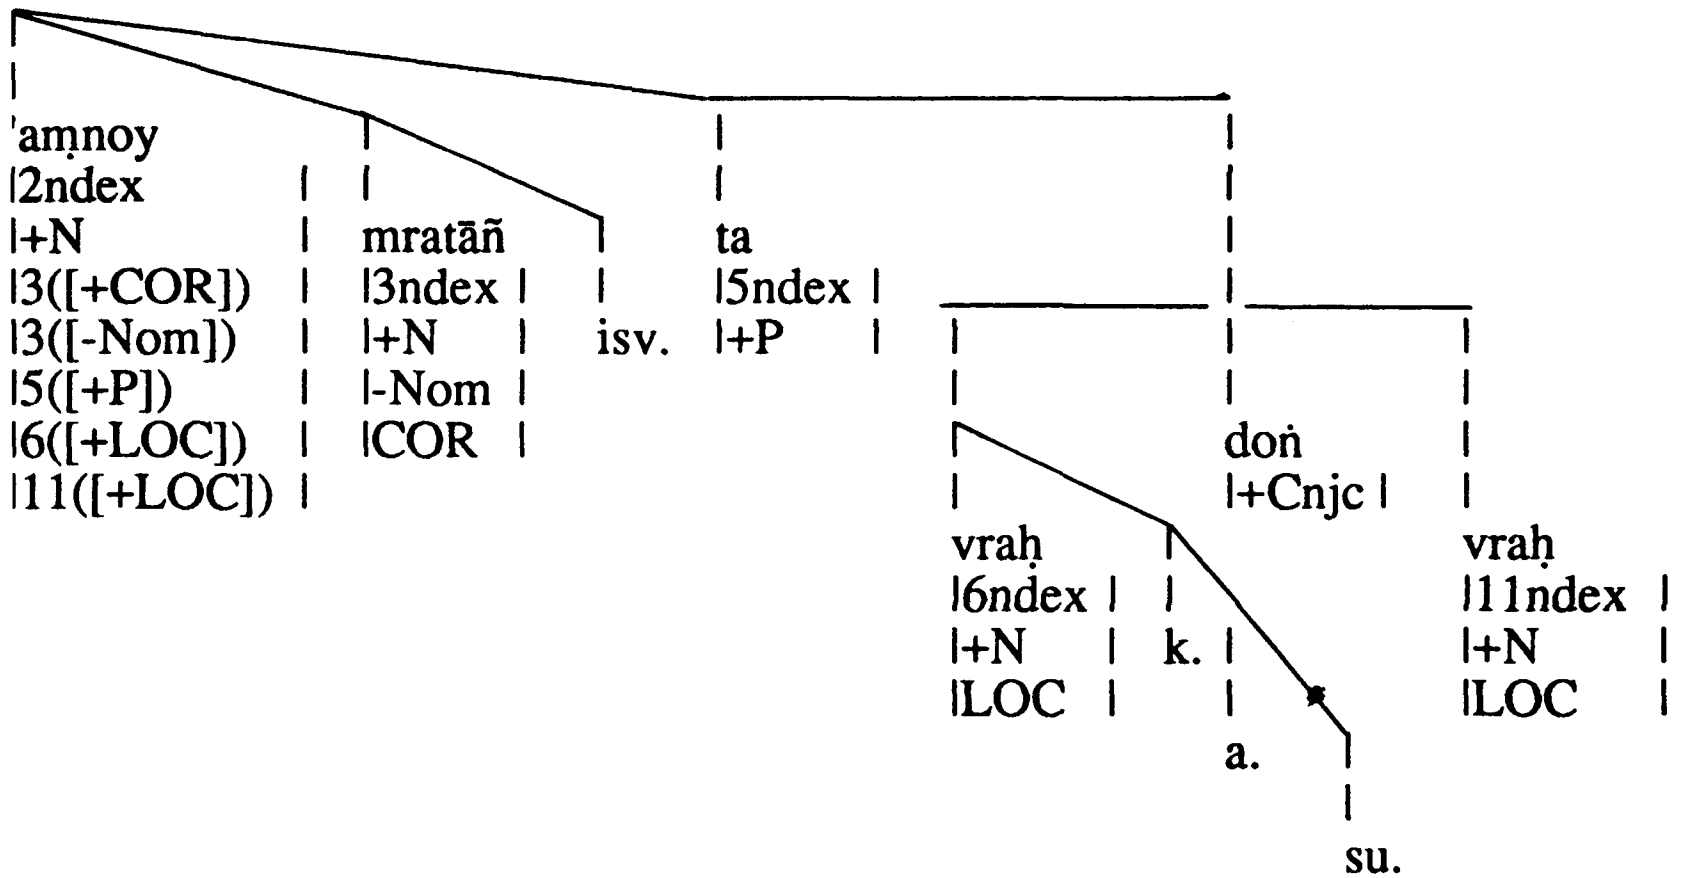 'aṃnoy
|2ndex | |
|+N | mratāñ | ta |
|3([+COR]) | |3ndex | | |5ndex |
|3([-Nom]) | |+N | isv. |+P |
|5([+P]) | |-Nom |
|6([+LOC]) | |COR | doṅ
|11([+LOC]) | |+Cnjc |
vraḥ vraḥ
|6ndex | | |11ndex |
|+N | k. | |+N |
|LOC | |LOC |
a.
su.